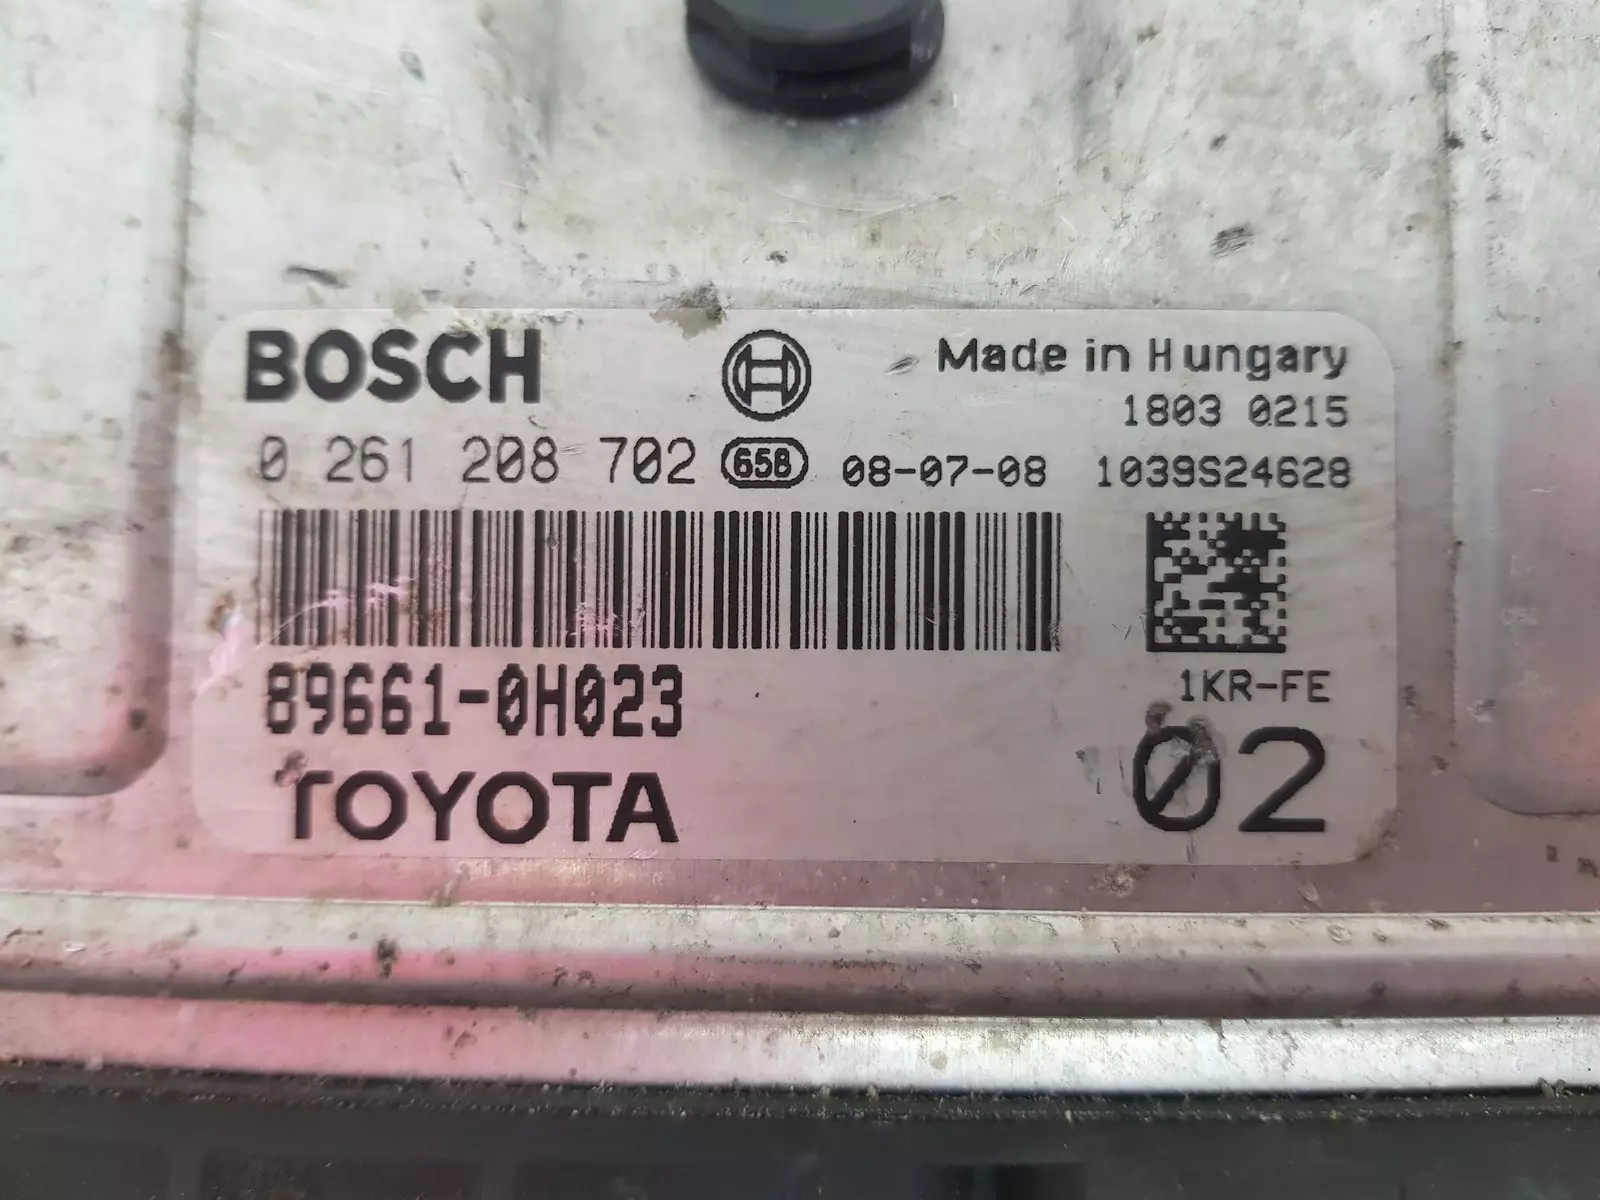 BOSCH
Made in Hungary
1803 0215
0 261 208 702 658 08-07-08 1039S24628
89661-0H023
1KR-FE
TOYOTA
02